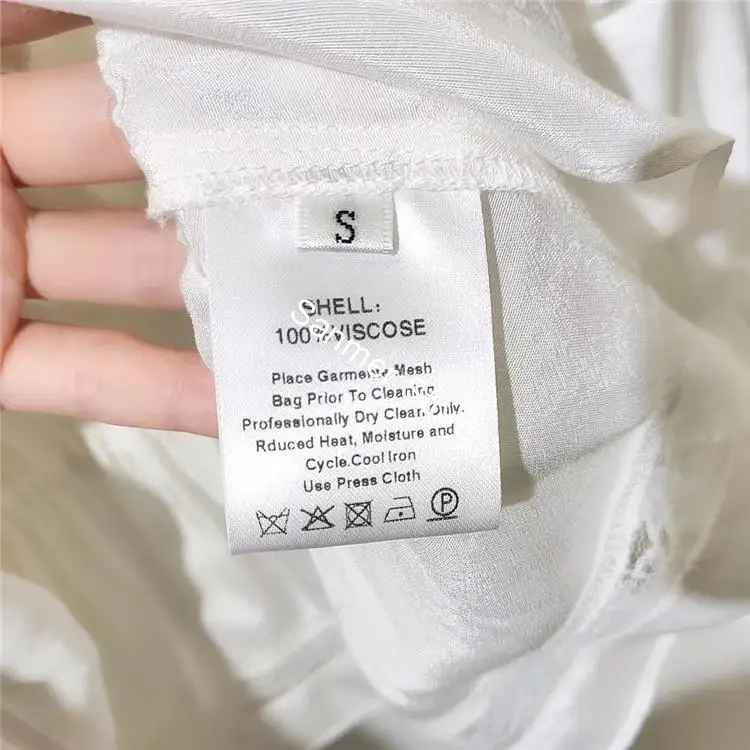 S
SHELL:
100% VISCOSE
Place Garment Mesh
Bag Prior To Cleaning
Professionally Dry Clean Only.
Rduced Heat, Moisture and
Cycle.Cool Iron
Use Press Cloth
P